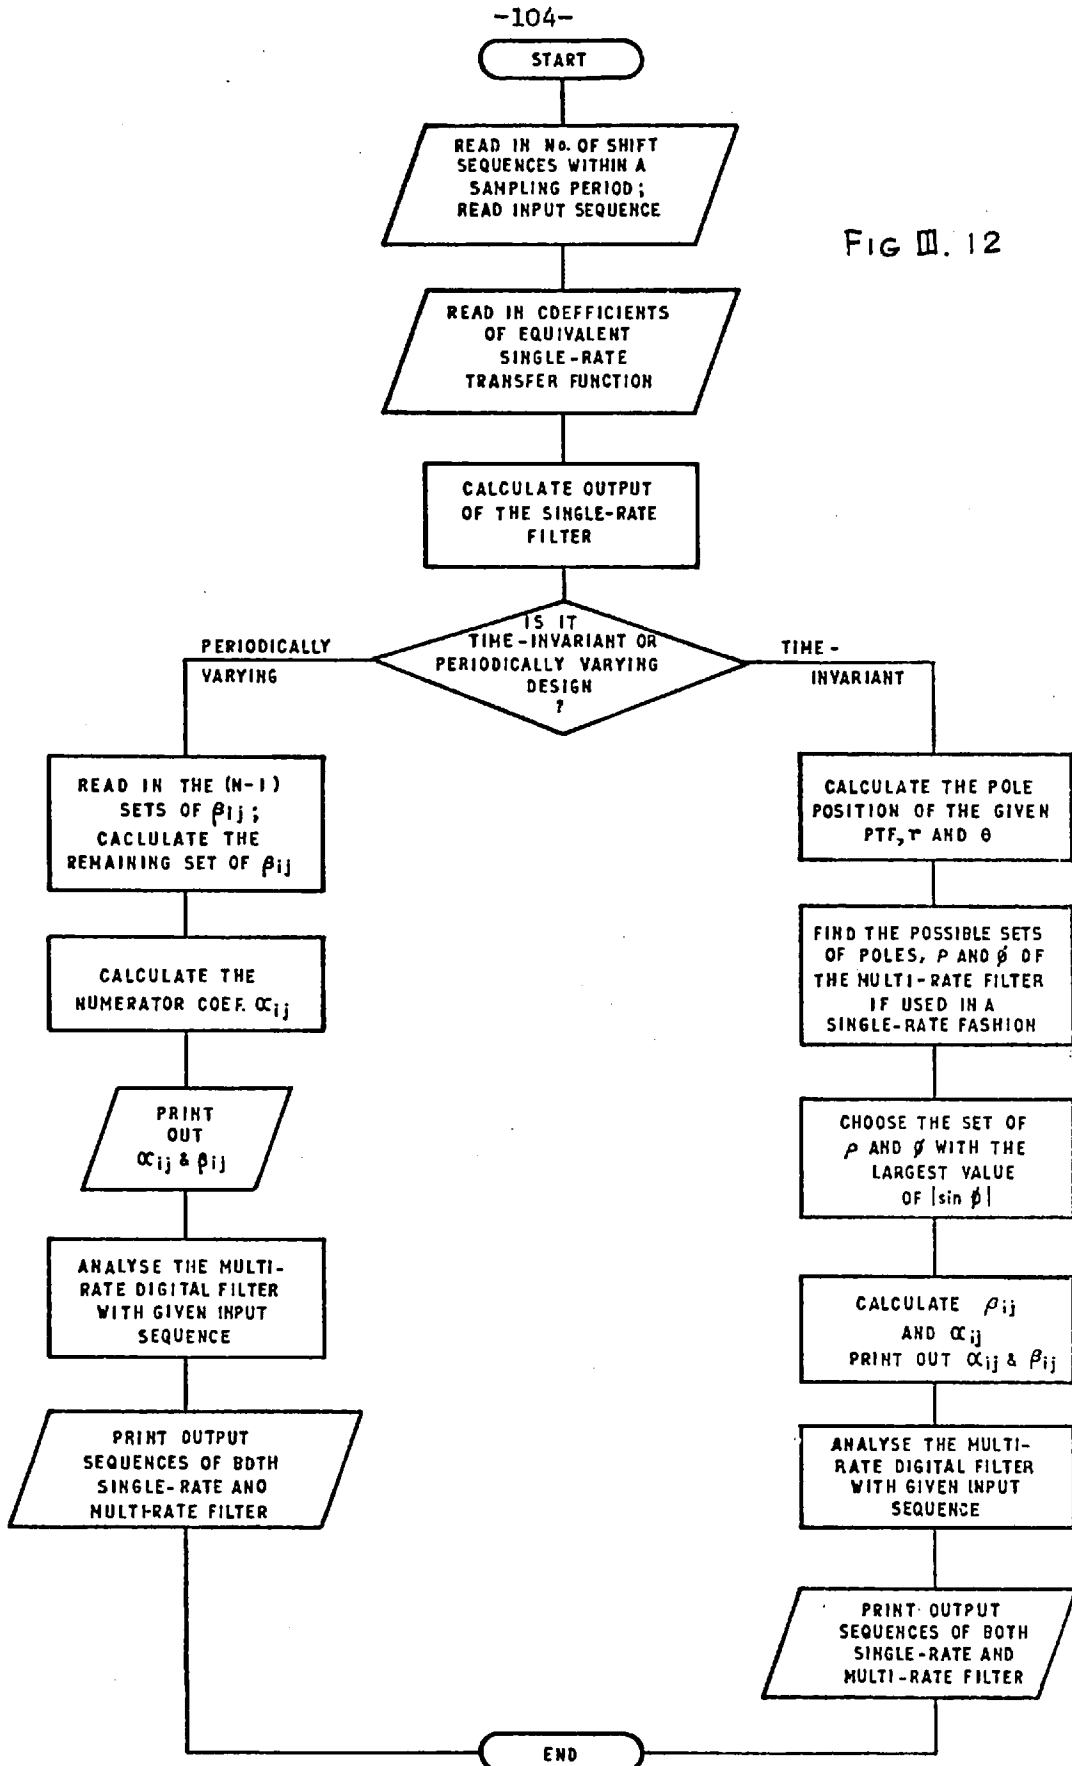 -104-
START
READ IN No. OF SHIFT
SEQUENCES WITHIN A
SAMPLING PERIOD;
READ INPUT SEQUENCE
FIG III. 12
READ IN COEFFICIENTS
OF EQUIVALENT
SINGLE-RATE
TRANSFER FUNCTION
CALCULATE OUTPUT
OF THE SINGLE-RATE
FILTER
IS IT
TIME-INVARIANT OR
PERIODICALLY VARYING
DESIGN
?
PERIODICALLY
VARYING
TIME-
INVARIANT
READ IN THE (N-1)
SETS OF βij;
CACLULATE THE
REMAINING SET OF βij
CALCULATE THE
NUMERATOR COEF. αij
PRINT
OUT
αij & βij
ANALYSE THE MULTI-
RATE DIGITAL FILTER
WITH GIVEN INPUT
SEQUENCE
PRINT OUTPUT
SEQUENCES OF BOTH
SINGLE-RATE AND
MULTI-RATE FILTER
CALCULATE THE POLE
POSITION OF THE GIVEN
PTF, r AND θ
FIND THE POSSIBLE SETS
OF POLES, ρ AND ϕ OF
THE MULTI-RATE FILTER
IF USED IN A
SINGLE-RATE FASHION
CHOOSE THE SET OF
ρ AND ϕ WITH THE
LARGEST VALUE
OF |sin ϕ|
CALCULATE βij
AND αij
PRINT OUT αij & βij
ANALYSE THE MULTI-
RATE DIGITAL FILTER
WITH GIVEN INPUT
SEQUENCE
PRINT OUTPUT
SEQUENCES OF BOTH
SINGLE-RATE AND
MULTI-RATE FILTER
END